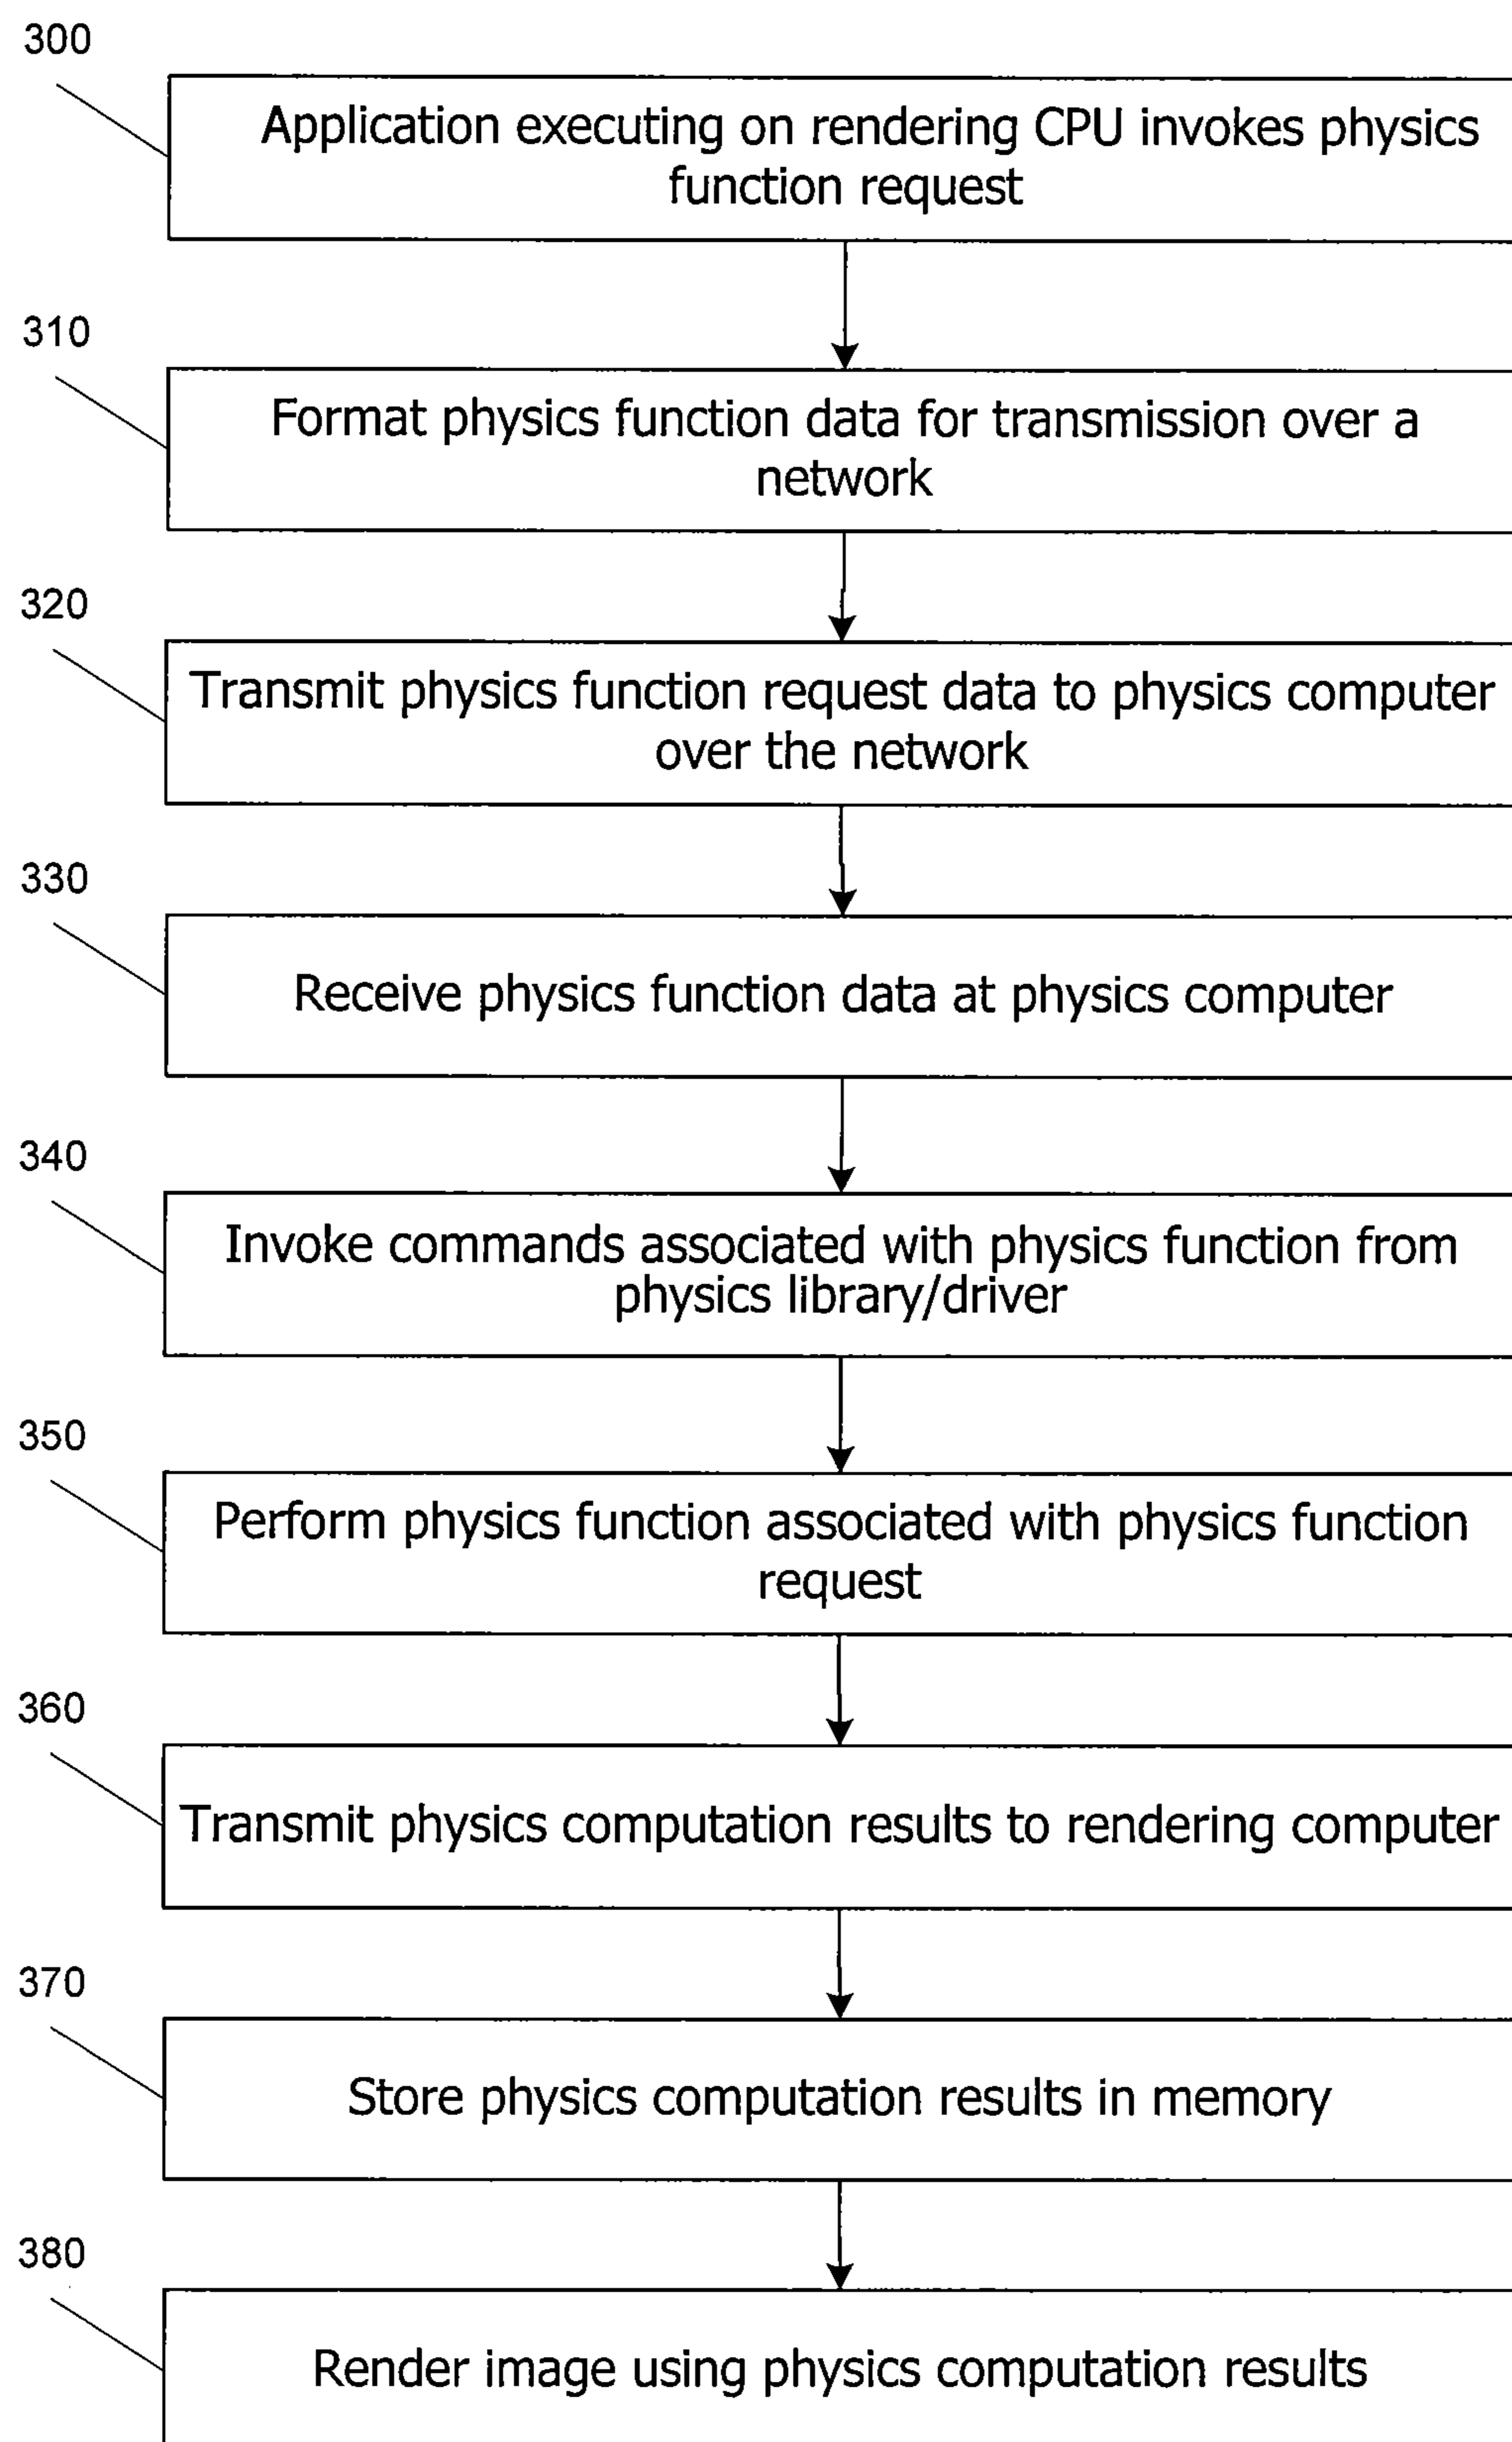 300
Application executing on rendering CPU invokes physics
function request
310
Format physics function data for transmission over a
network
320
Transmit physics function request data to physics computer
over the network
330
Receive physics function data at physics computer
340
Invoke commands associated with physics function from
physics library/driver
350
Perform physics function associated with physics function
request
360
Transmit physics computation results to rendering computer
370
Store physics computation results in memory
380
Render image using physics computation results